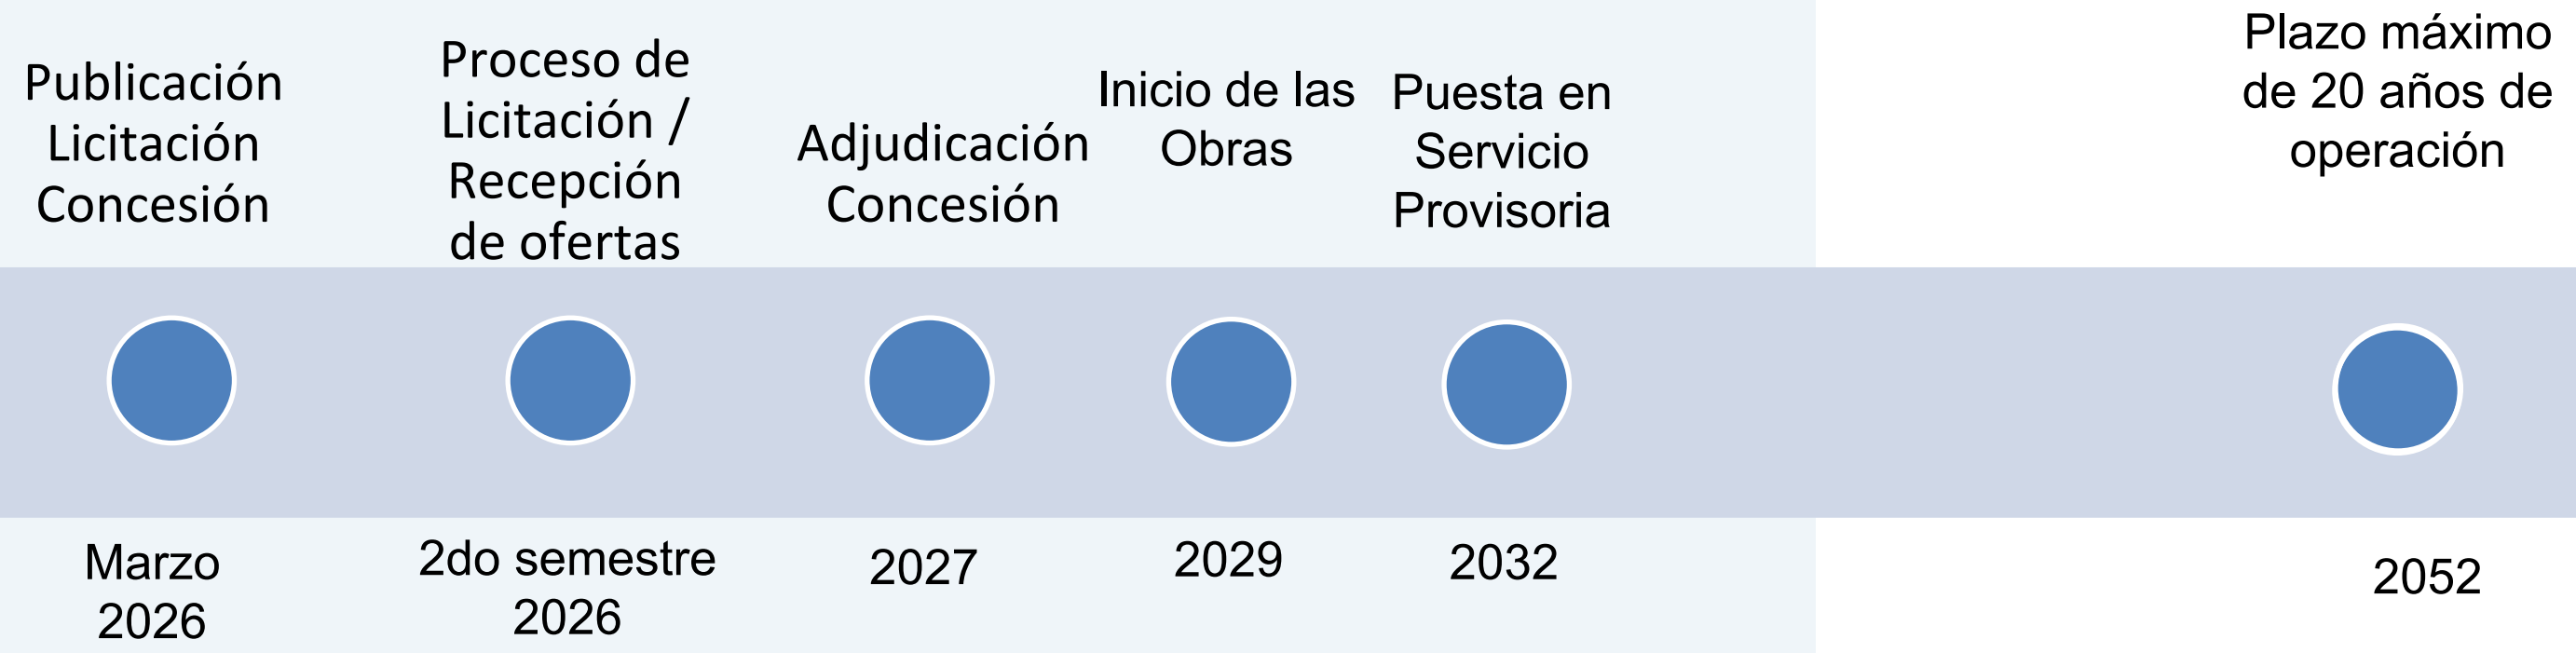 Publicación
Licitación
Concesión
Proceso de
Licitación /
Recepción
de ofertas
Adjudicación
Concesión
Inicio de las
Obras
Puesta en
Servicio
Provisoria
Plazo máximo
de 20 años de
operación
Marzo
2026
2do semestre
2026
2027
2029
2032
2052